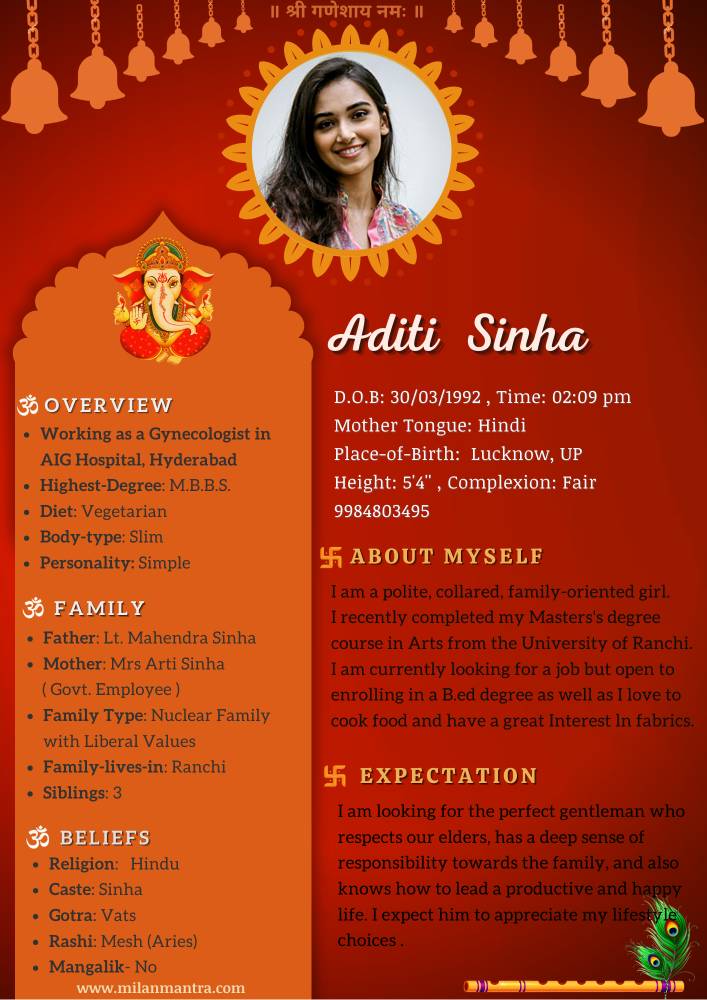 ॥ श्री गणेशाय नमः ॥
Aditi Sinha
D.O.B: 30/03/1992 , Time: 02:09 pm
Mother Tongue: Hindi
Place-of-Birth: Lucknow, UP
Height: 5'4" , Complexion: Fair
9984803495
ॐ OVERVIEW
• Working as a Gynecologist in
AIG Hospital, Hyderabad
• Highest-Degree: M.B.B.S.
• Diet: Vegetarian
• Body-type: Slim
• Personality: Simple
ॐ FAMILY
• Father: Lt. Mahendra Sinha
• Mother: Mrs Arti Sinha
( Govt. Employee )
• Family Type: Nuclear Family
with Liberal Values
• Family-lives-in: Ranchi
• Siblings: 3
ॐ BELIEFS
• Religion: Hindu
• Caste: Sinha
• Gotra: Vats
• Rashi: Mesh (Aries)
• Mangalik- No
www.milanmantra.com
卐 ABOUT MYSELF
I am a polite, collared, family-oriented girl.
I recently completed my Masters's degree
course in Arts from the University of Ranchi.
I am currently looking for a job but open to
enrolling in a B.ed degree as well as I love to
cook food and have a great Interest ln fabrics.
卐 EXPECTATION
I am looking for the perfect gentleman who
respects our elders, has a deep sense of
responsibility towards the family, and also
knows how to lead a productive and happy
life. I expect him to appreciate my lifestyle
choices .